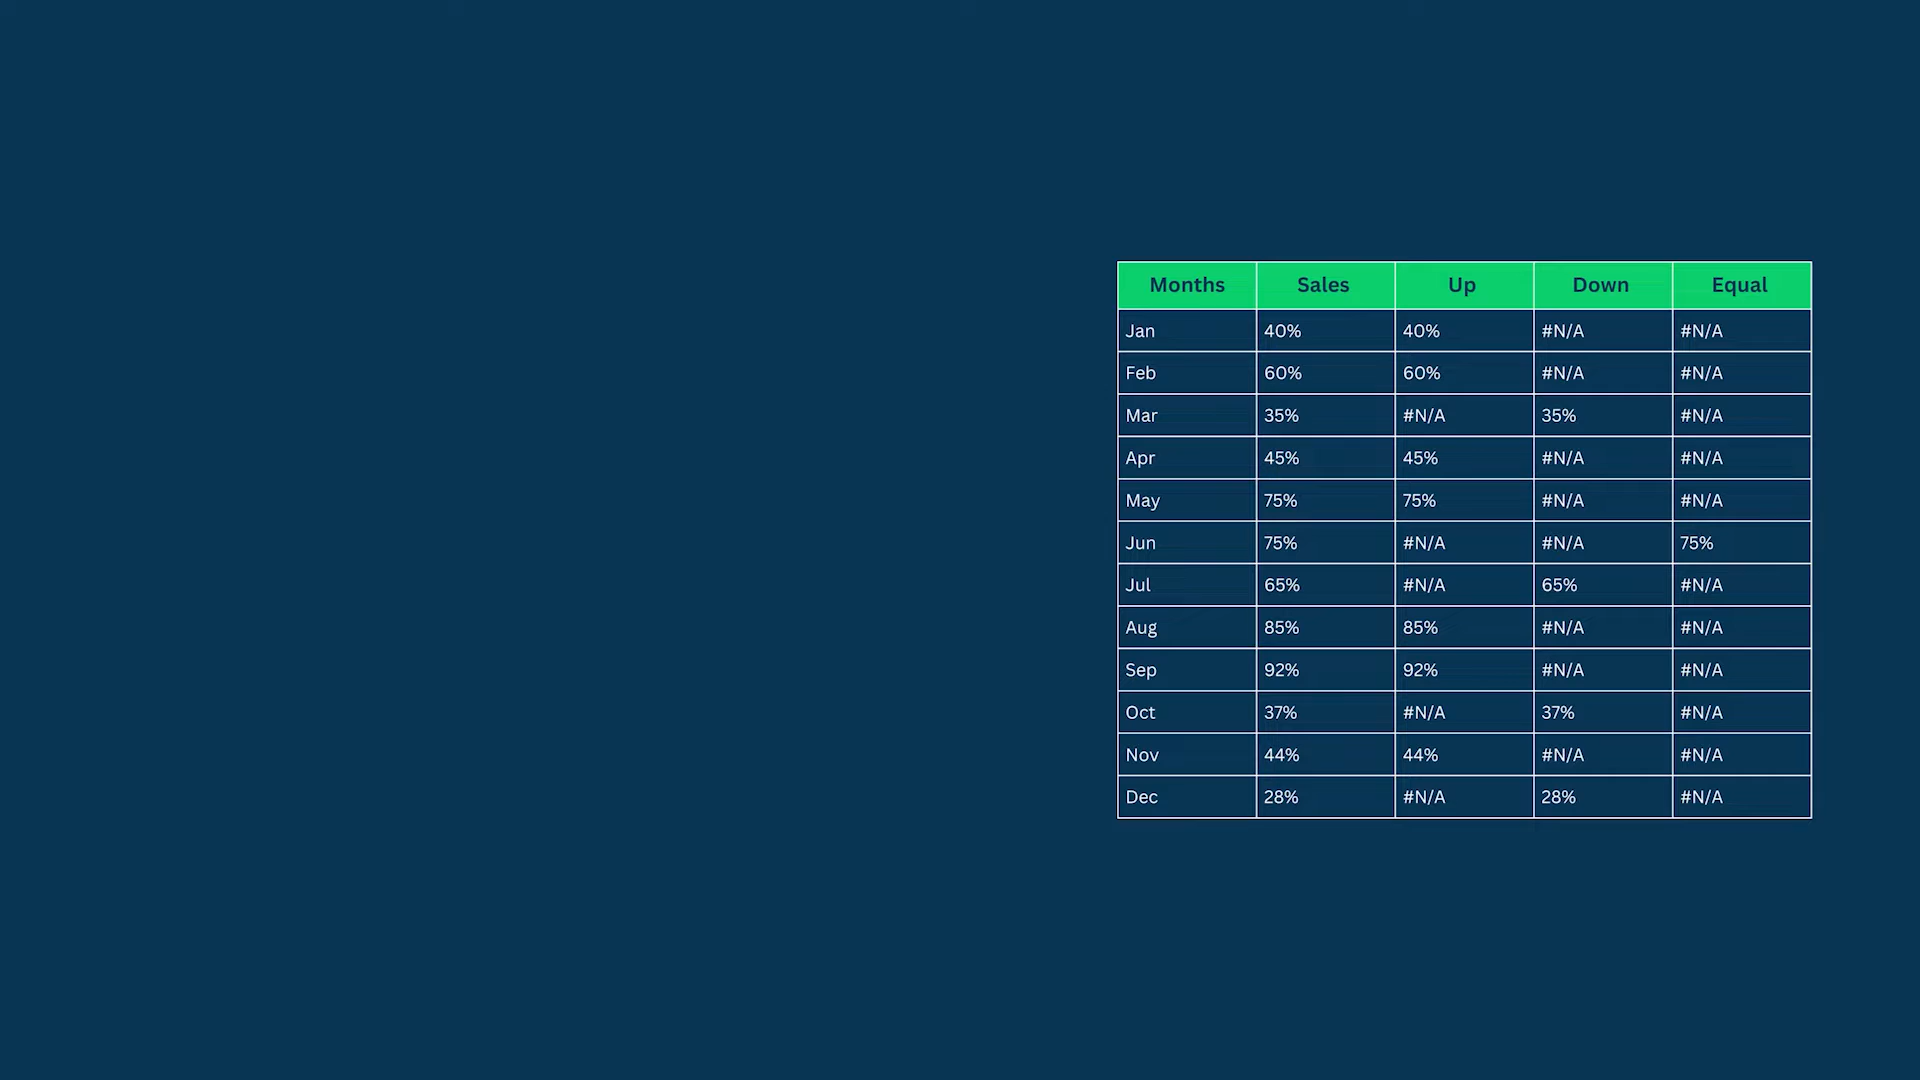 Months Sales Up Down Equal
Jan 40% 40% #N/A #N/A
Feb 60% 60% #N/A #N/A
Mar 35% #N/A 35% #N/A
Apr 45% 45% #N/A #N/A
May 75% 75% #N/A #N/A
Jun 75% #N/A #N/A 75%
Jul 65% #N/A 65% #N/A
Aug 85% 85% #N/A #N/A
Sep 92% 92% #N/A #N/A
Oct 37% #N/A 37% #N/A
Nov 44% 44% #N/A #N/A
Dec 28% #N/A 28% #N/A